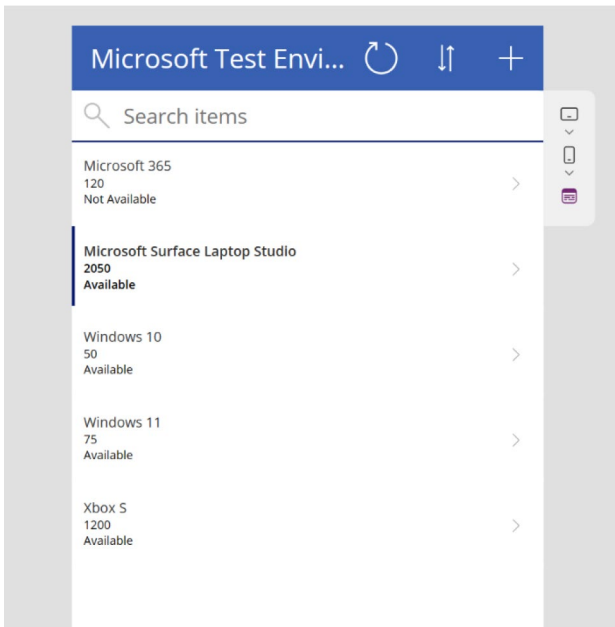 Microsoft Test Envi...
Search items
Microsoft 365
120
Not Available
Microsoft Surface Laptop Studio
2050
Available
Windows 10
50
Available
Windows 11
75
Available
Xbox S
1200
Available